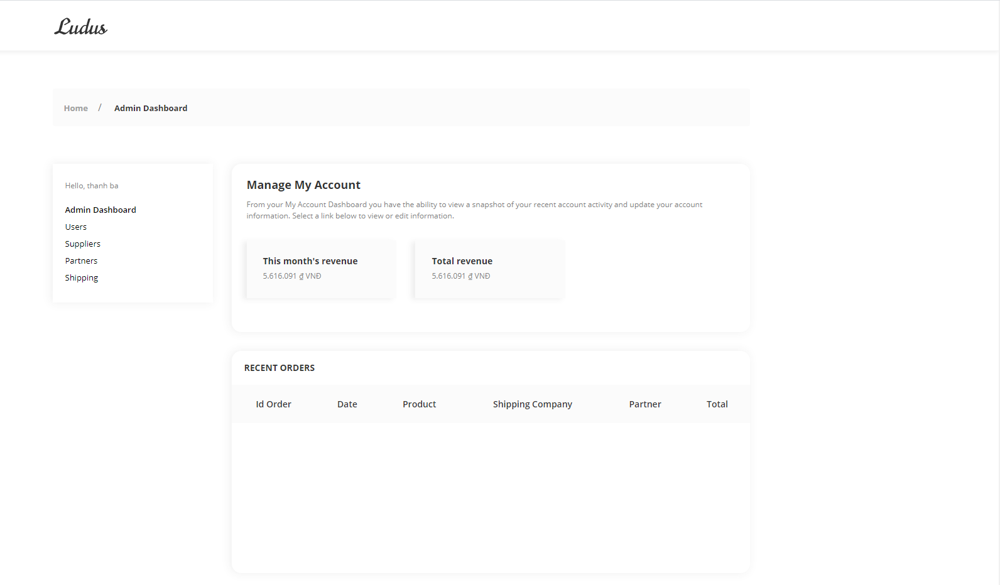 Ludus
Home / Admin Dashboard
Hello, thanh ba
Admin Dashboard
Users
Suppliers
Partners
Shipping
Manage My Account
From your My Account Dashboard you have the ability to view a snapshot of your recent account activity and update your account
information. Select a link below to view or edit information.
This month's revenue
5.616.091 ₫ VNĐ
Total revenue
5.616.091 ₫ VNĐ
RECENT ORDERS
Id Order Date Product Shipping Company Partner Total